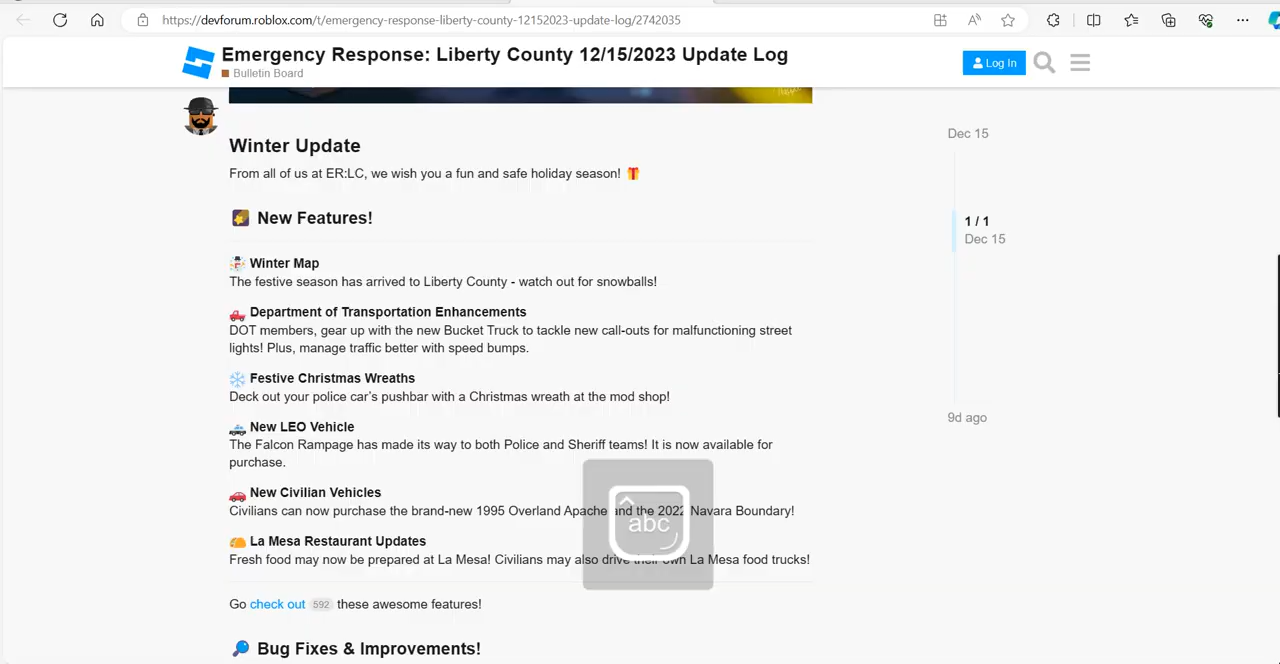 https://devforum.roblox.com/t/emergency-response-liberty-county-12152023-update-log/2742035
Emergency Response: Liberty County 12/15/2023 Update Log
Bulletin Board
Log In
Winter Update
From all of us at ER:LC, we wish you a fun and safe holiday season!
New Features!
Winter Map
The festive season has arrived to Liberty County - watch out for snowballs!
Department of Transportation Enhancements
DOT members, gear up with the new Bucket Truck to tackle new call-outs for malfunctioning street
lights! Plus, manage traffic better with speed bumps.
Festive Christmas Wreaths
Deck out your police car’s pushbar with a Christmas wreath at the mod shop!
New LEO Vehicle
The Falcon Rampage has made its way to both Police and Sheriff teams! It is now available for
purchase.
New Civilian Vehicles
Civilians can now purchase the brand-new 1995 Overland Apache and the 2022 Navara Boundary!
abc
La Mesa Restaurant Updates
Fresh food may now be prepared at La Mesa! Civilians may also drive their own La Mesa food trucks!
Go check out 592 these awesome features!
Bug Fixes & Improvements!
Dec 15
1 / 1
Dec 15
9d ago